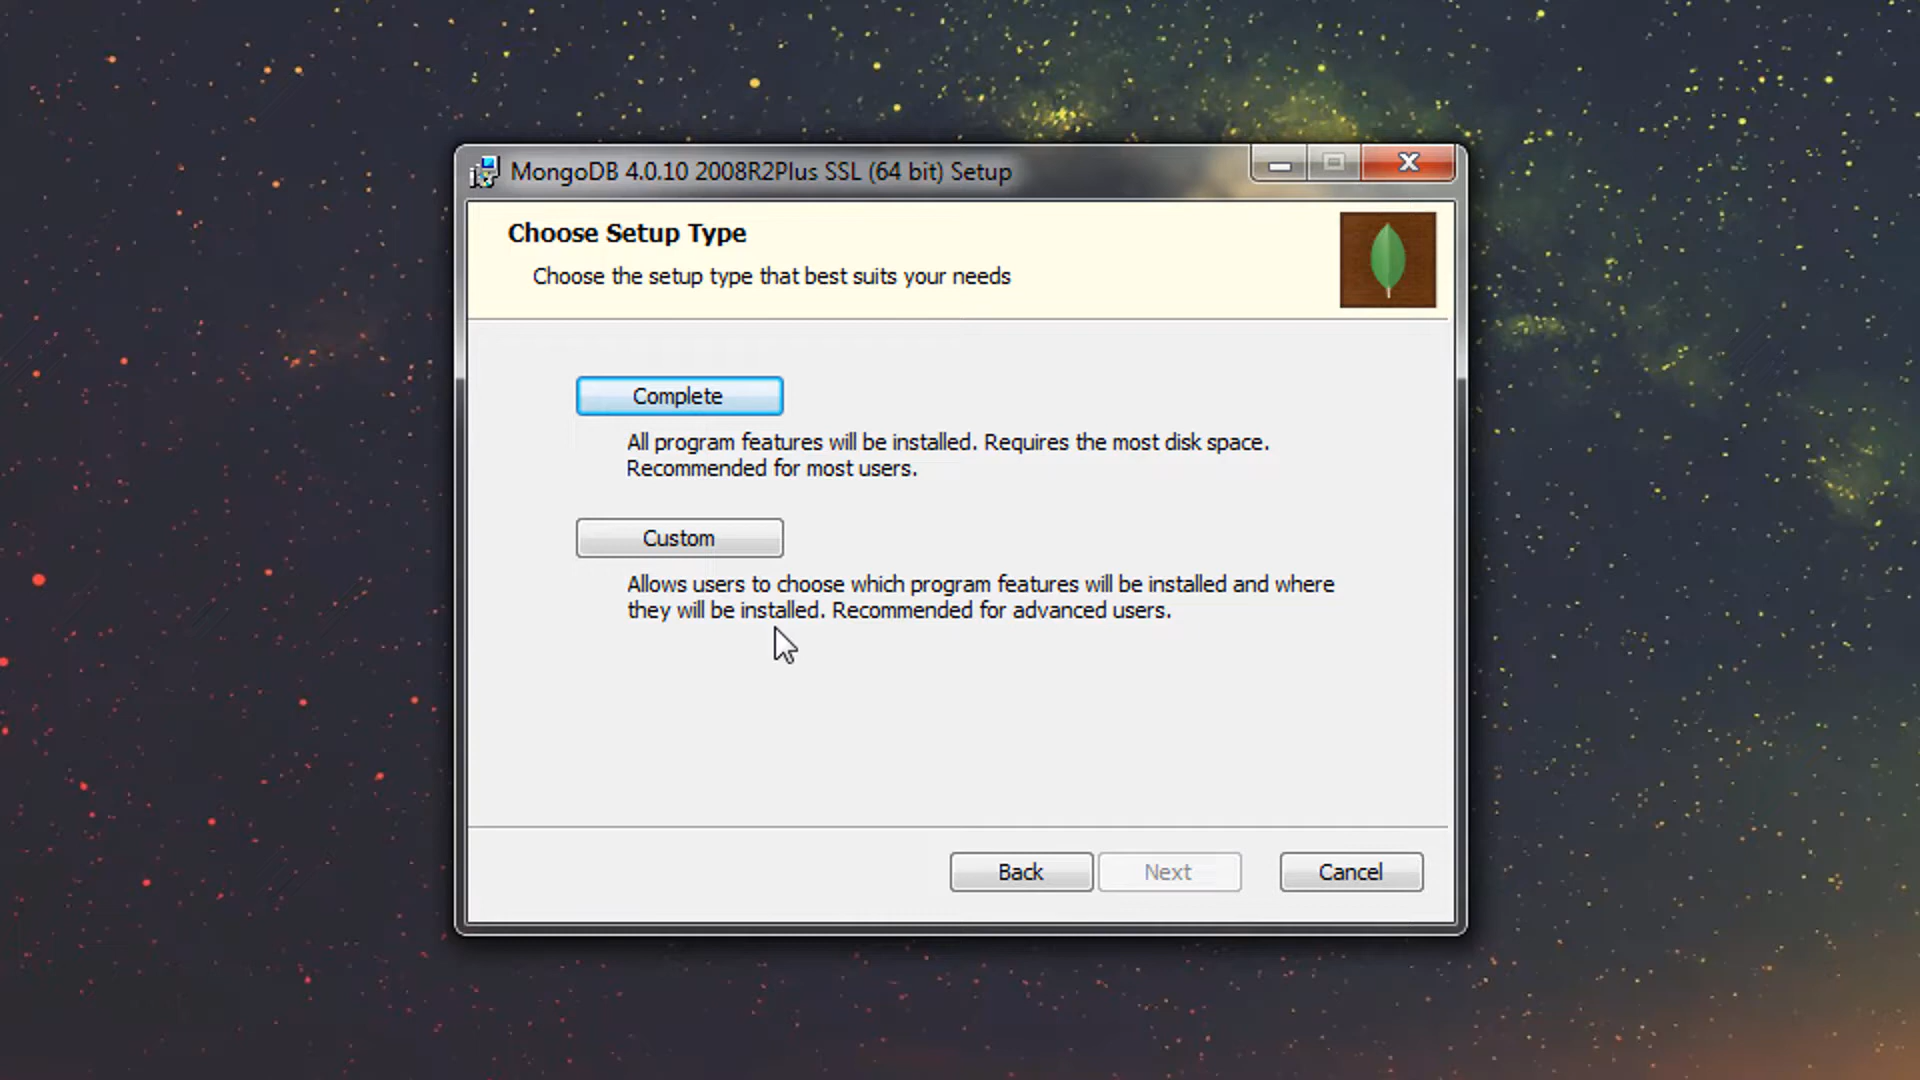 MongoDB 4.0.10 2008R2Plus SSL (64 bit) Setup
Choose Setup Type
Choose the setup type that best suits your needs
Complete
All program features will be installed. Requires the most disk space.
Recommended for most users.
Custom
Allows users to choose which program features will be installed and where
they will be installed. Recommended for advanced users.
Back
Next
Cancel